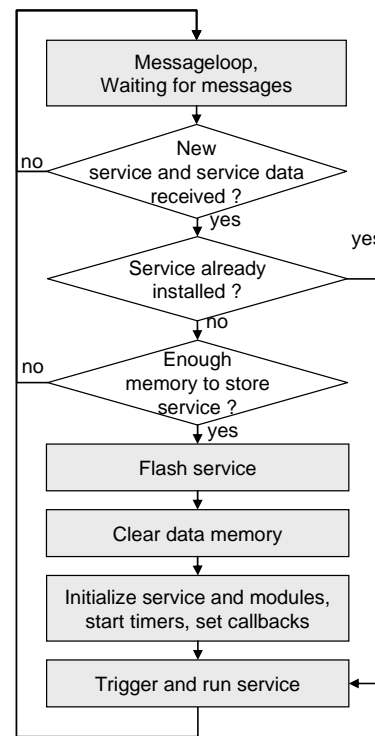 Messageloop,
Waiting for messages
no
New
service and service data
received ?
yes
yes
Service already
installed ?
no
no
Enough
memory to store
service ?
yes
Flash service
Clear data memory
Initialize service and modules,
start timers, set callbacks
Trigger and run service